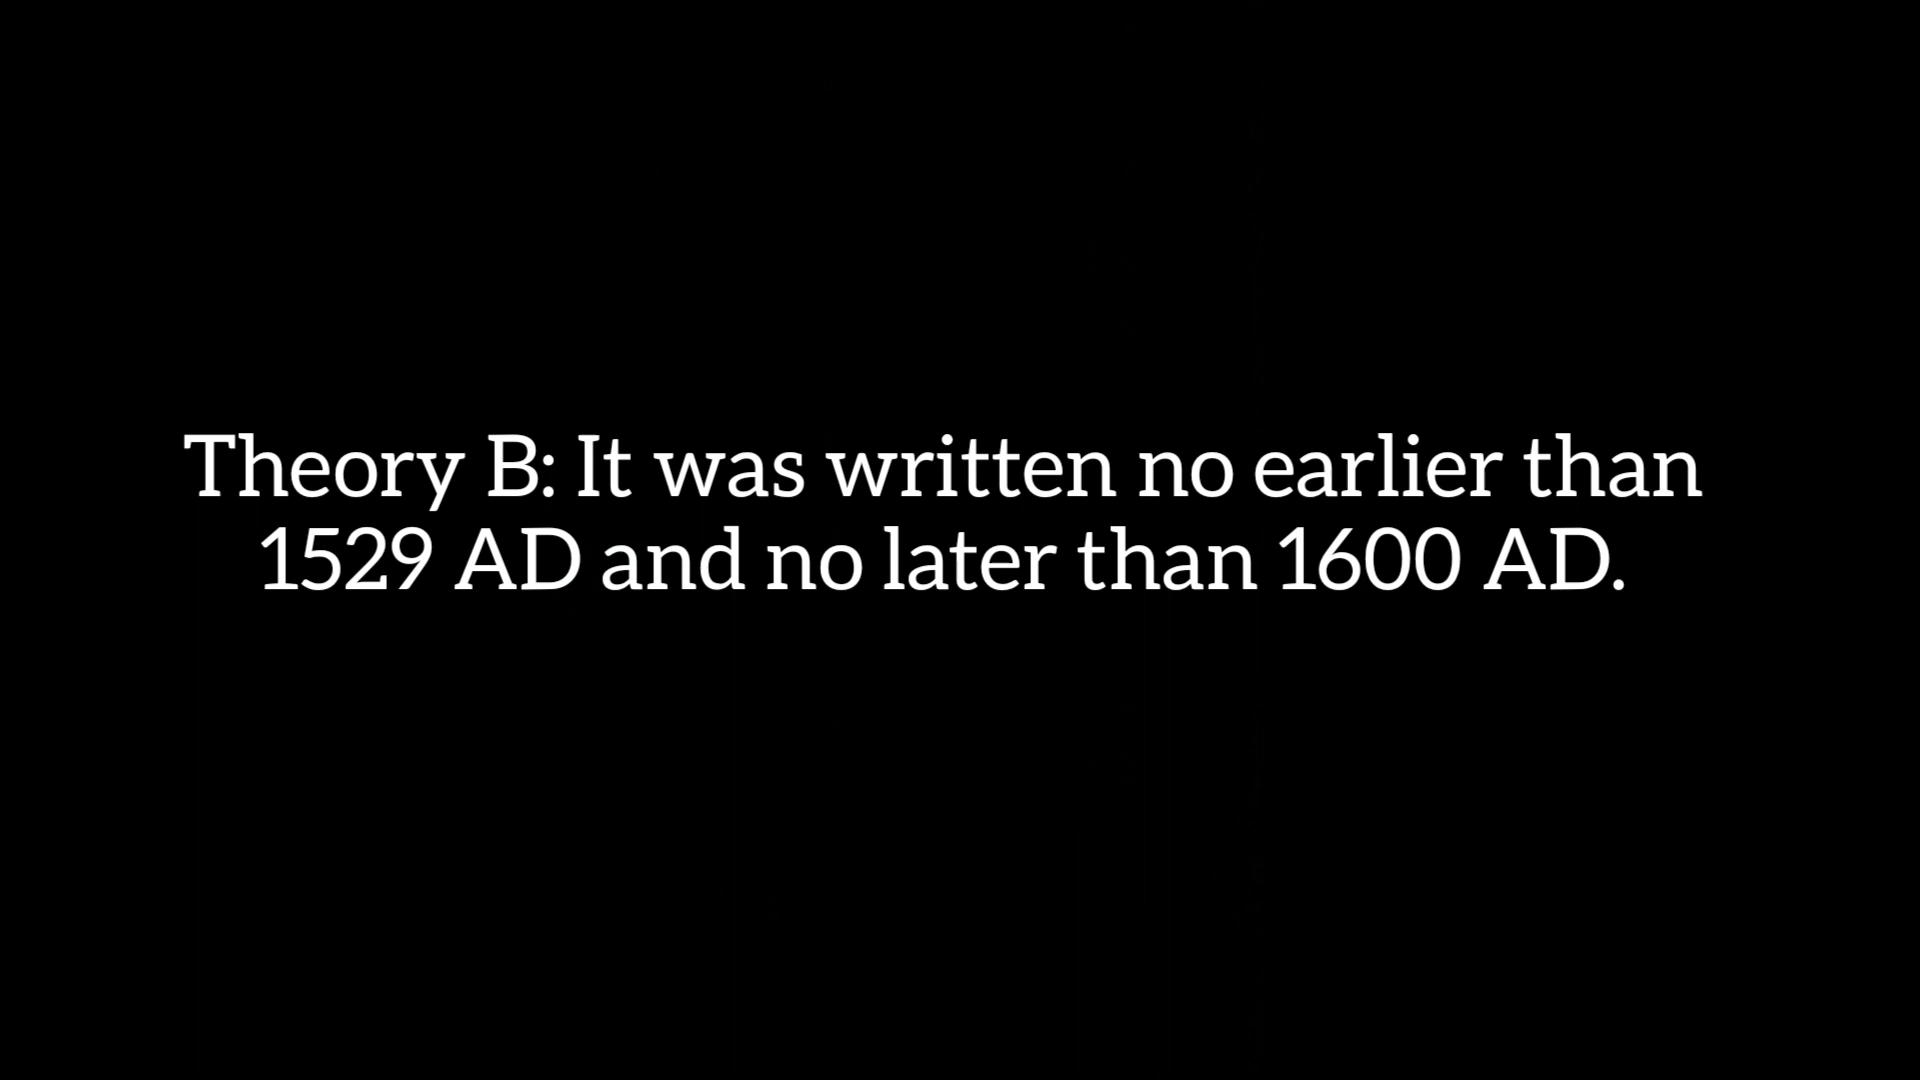 Theory B: It was written no earlier than
1529 AD and no later than 1600 AD.